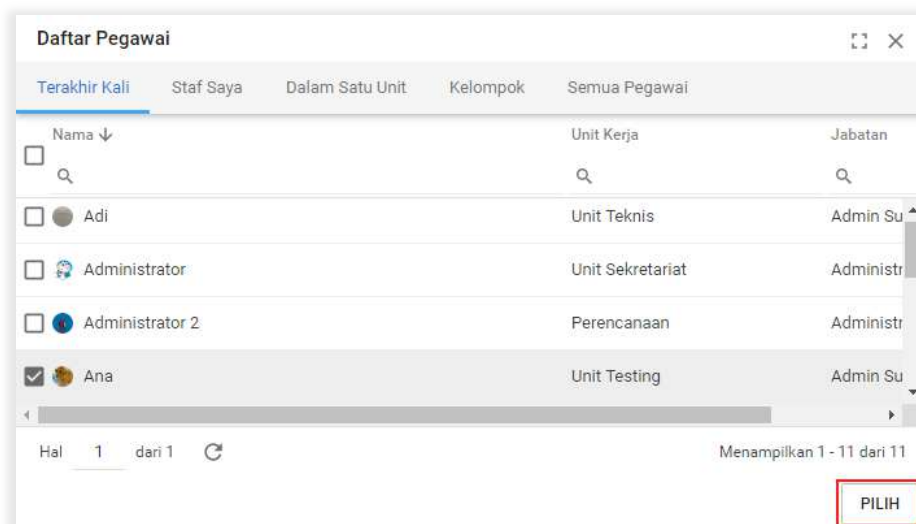 Daftar Pegawai
Terakhir Kali Staf Saya Dalam Satu Unit Kelompok Semua Pegawai
Nama Unit Kerja Jabatan
Adi Unit Teknis Admin Su
Administrator Unit Sekretariat Administr
Administrator 2 Perencanaan Administr
Ana Unit Testing Admin Su
Hal 1 dari 1 Menampilkan 1 - 11 dari 11
PILIH